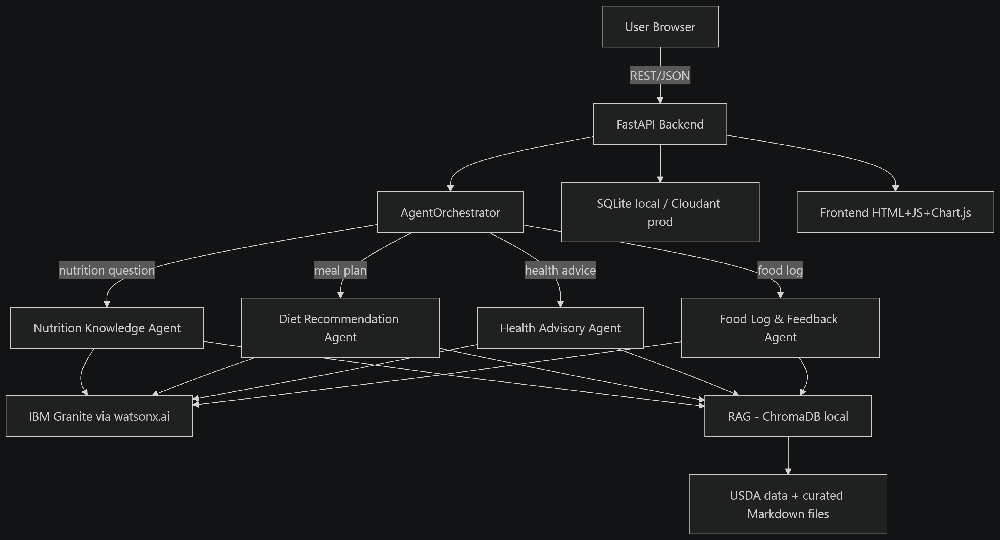 User Browser
REST/JSON
FastAPI Backend
AgentOrchestrator
SQLite local / Cloudant
prod
Frontend HTML+JS+Chart.js
nutrition question
meal plan
health advice
food log
Nutrition Knowledge Agent
Diet Recommendation
Agent
Health Advisory Agent
Food Log & Feedback
Agent
IBM Granite via watsonx.ai
RAG - ChromaDB local
USDA data + curated
Markdown files